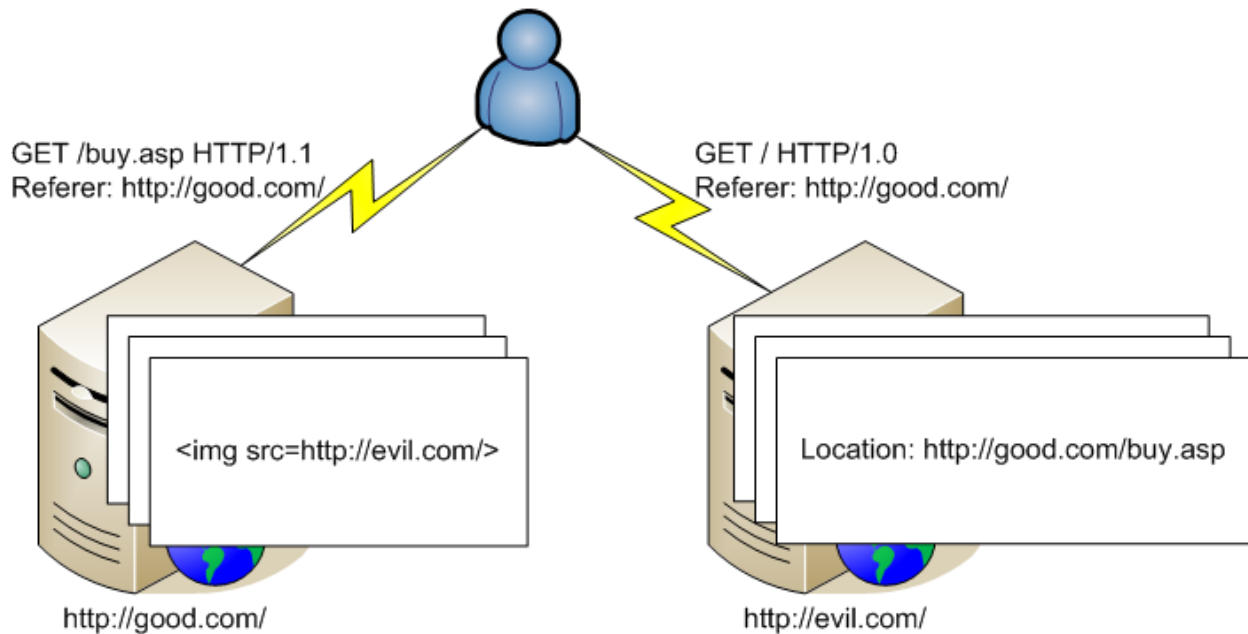 GET /buy.asp HTTP/1.1
Referer: http://good.com/
GET / HTTP/1.0
Referer: http://good.com/
<img src=http://evil.com/>
Location: http://good.com/buy.asp
http://good.com/
http://evil.com/